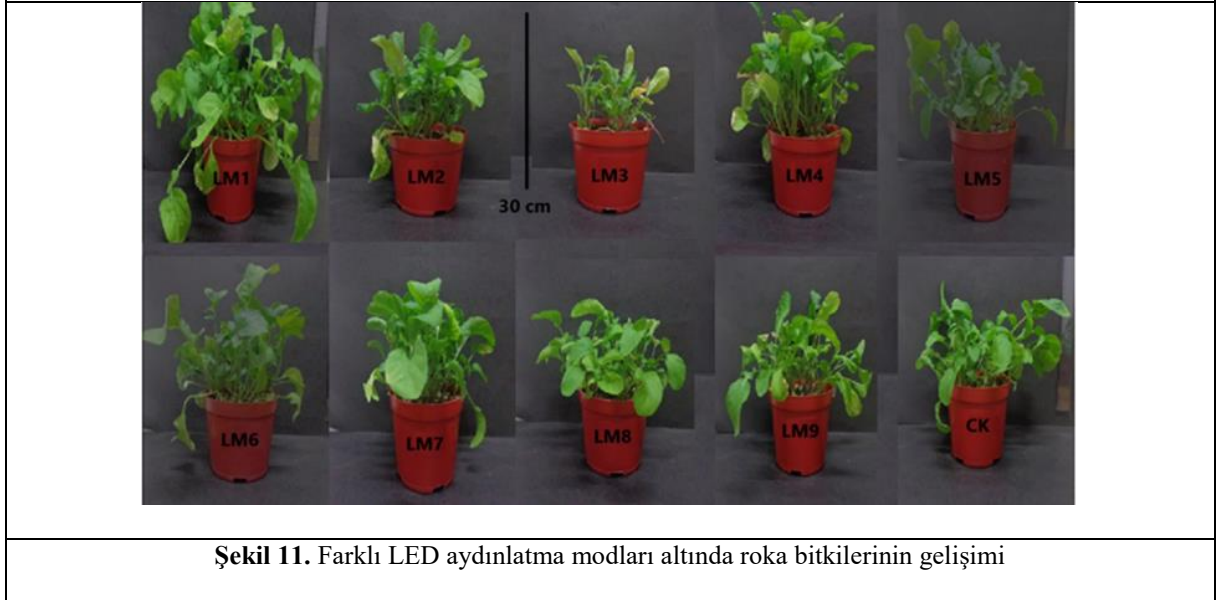 LM1
LM2
30 cm
LM3
LM4
LM5
LM6
LM7
LM8
LM9
CK
Şekil 11. Farklı LED aydınlatma modları altında roka bitkilerinin gelişimi